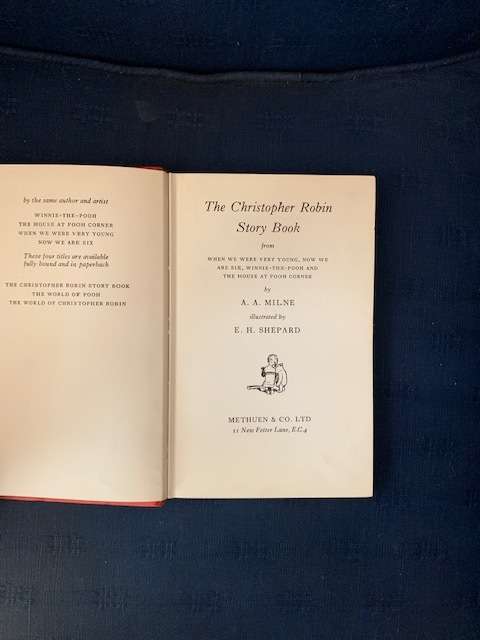 by the same author and artist
WINNIE-THE-POOH
THE HOUSE AT POOH CORNER
WHEN WE WERE VERY YOUNG
NOW WE ARE SIX
These four titles are available
fully bound and in paperback
THE CHRISTOPHER ROBIN STORY BOOK
THE WORLD OF POOH
THE WORLD OF CHRISTOPHER ROBIN
The Christopher Robin
Story Book
from
WHEN WE WERE VERY YOUNG, NOW WE
ARE SIX, WINNIE-THE-POOH AND
THE HOUSE AT POOH CORNER
by
A. A. MILNE
illustrated by
E. H. SHEPARD
METHUEN & CO. LTD
11 New Fetter Lane, E.C.4